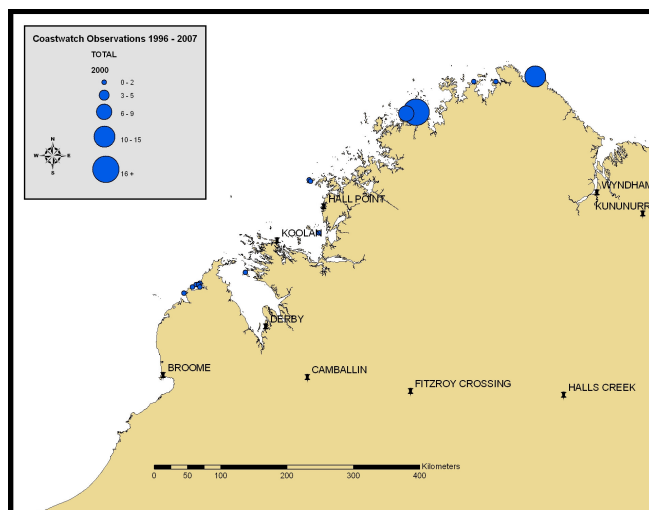 Coastwatch Observations 1996 - 2007
TOTAL
2000
0 - 2
3 - 5
6 - 9
10 - 15
16 +
N
W E
S
WYNDHAM
KUNUNURR
HALL POINT
KOOLAN
DERBY
BROOME
CAMBALLIN
FITZROY CROSSING
HALLS CREEK
Kilometers
0 50 100 200 300 400